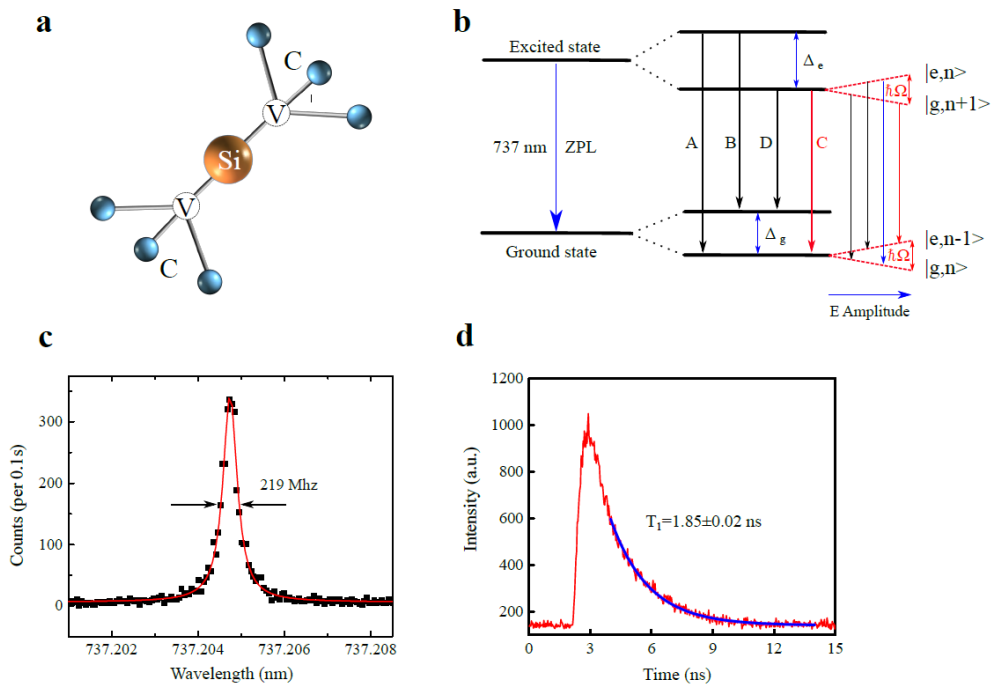 a
C
V
Si
V
C
b
Excited state
Δ e
|e,n>
ħΩ
|g,n+1>
737 nm
ZPL
A
B
D
C
Δ g
Ground state
|e,n-1>
ħΩ
|g,n>
E Amplitude
c
300
200
100
0
Counts (per 0.1s)
219 Mhz
737.202
737.204
737.206
737.208
Wavelength (nm)
d
1200
1000
800
600
400
200
Intensity (a.u.)
T1=1.85±0.02 ns
0
3
6
9
12
15
Time (ns)